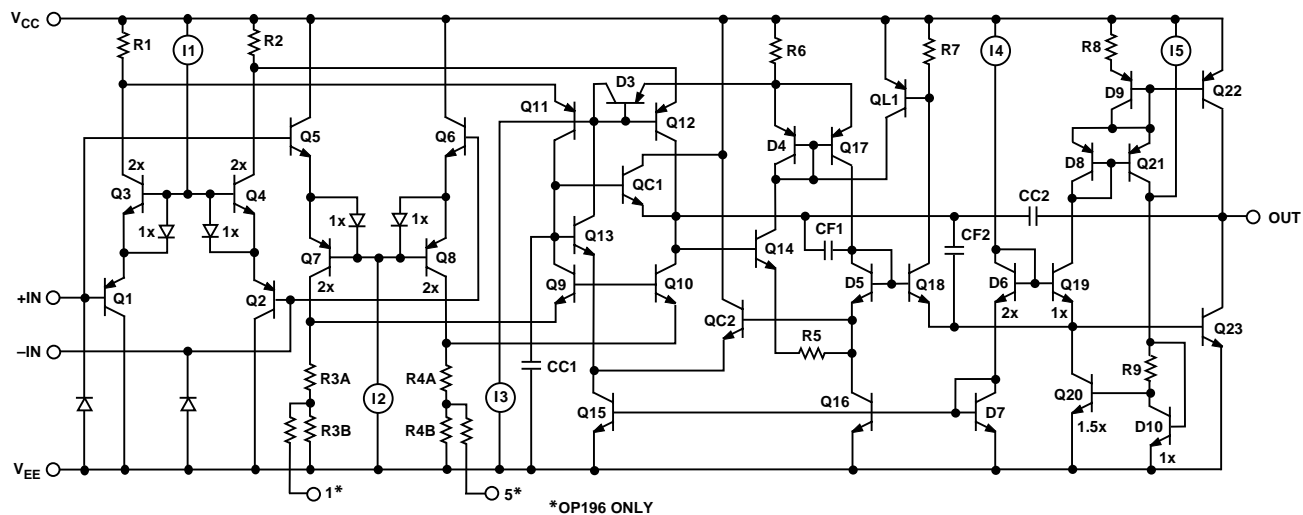 VCC
R1
I1
R2
R6
R7
I4
R8
I5
D3
D9
Q11
Q12
QL1
Q22
Q5
Q6
D4
Q17
D8
Q21
2x
2x
Q3
Q4
QC1
CC2
OUT
1x
1x
1x
1x
Q13
Q14
CF1
CF2
Q7
Q8
2x
2x
Q9
Q10
D5
Q18
D6
Q19
2x
1x
+IN
Q1
Q2
QC2
R5
Q23
–IN
R3A
R4A
CC1
R9
I2
I3
Q15
Q16
D7
Q20
1.5x
D10
1x
R3B
R4B
VEE
1*
5*
*OP196 ONLY